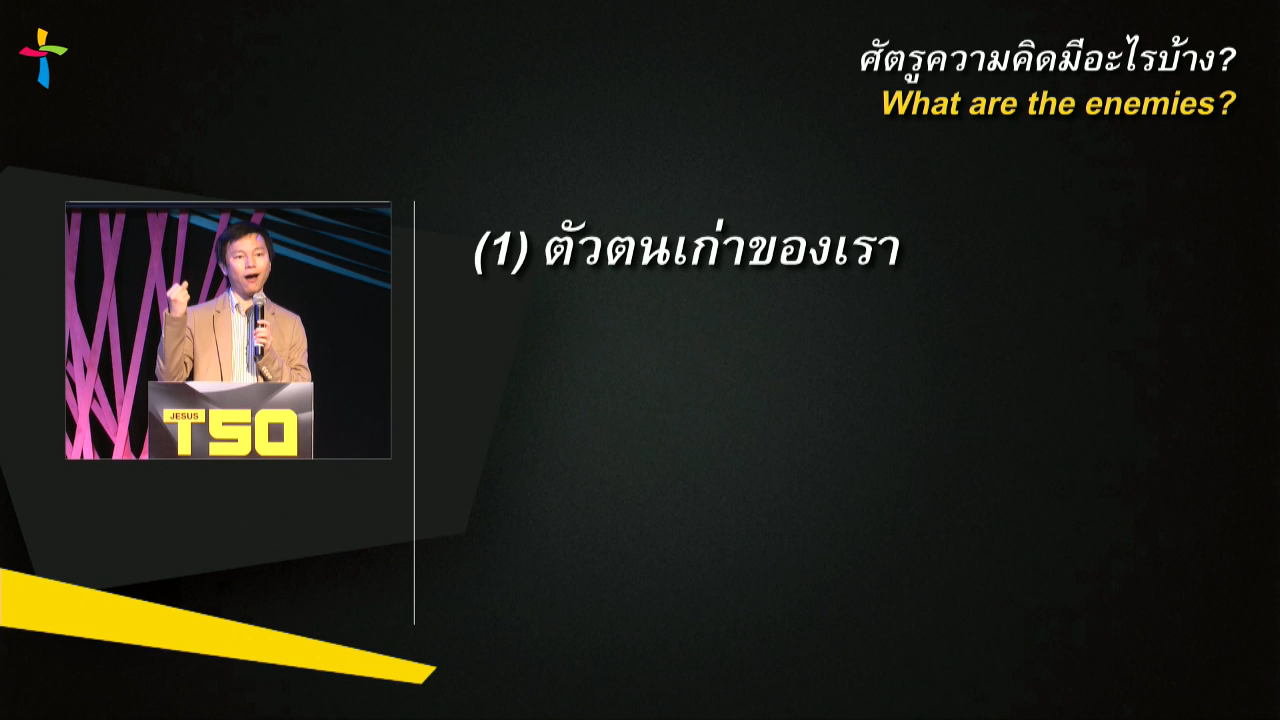 ศัตรูความคิดมีอะไรบ้าง?
What are the enemies?
(1) ตัวตนเก่าของเรา
JESUS
TSQ